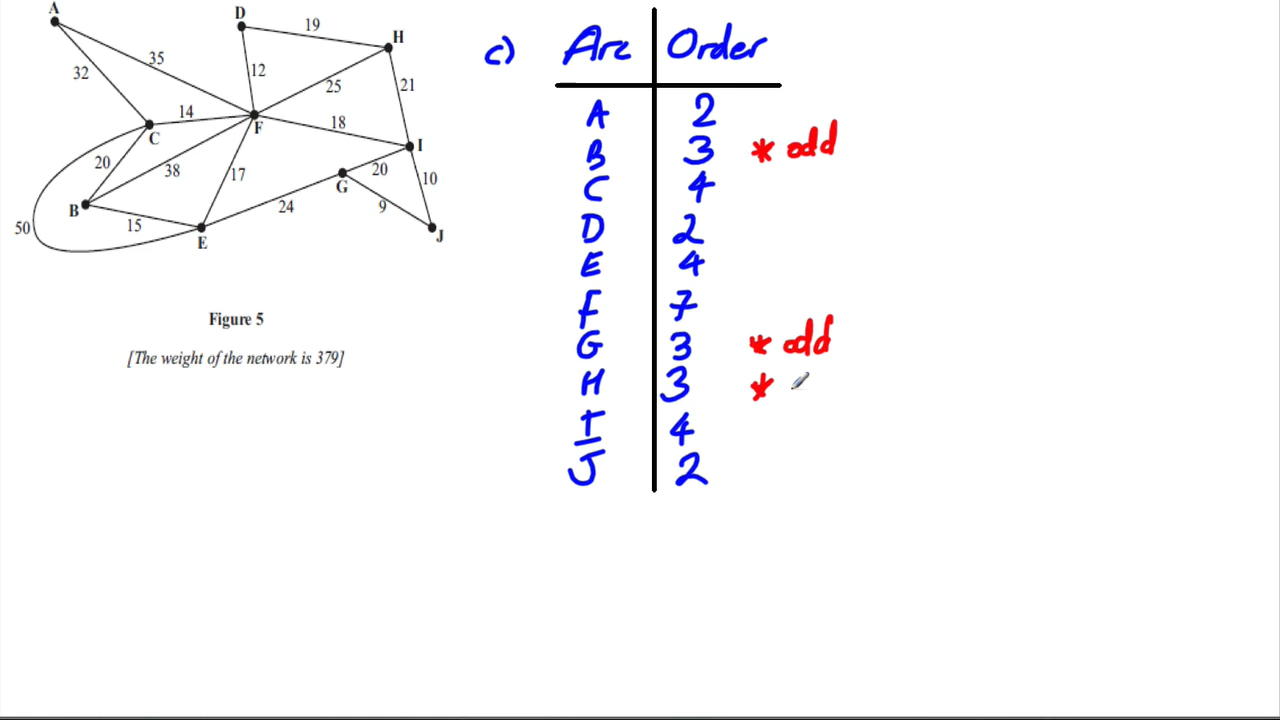 A
D
19
H
35
32
12
25
21
14
C
F
18
I
20
38
17
20
G
10
B
9
24
50
15
E
J
Figure 5
[The weight of the network is 379]
c) Arc Order
A 2
B 3 * odd
C 4
D 2
E 4
F 7
G 3 * odd
H 3 *
I 4
J 2